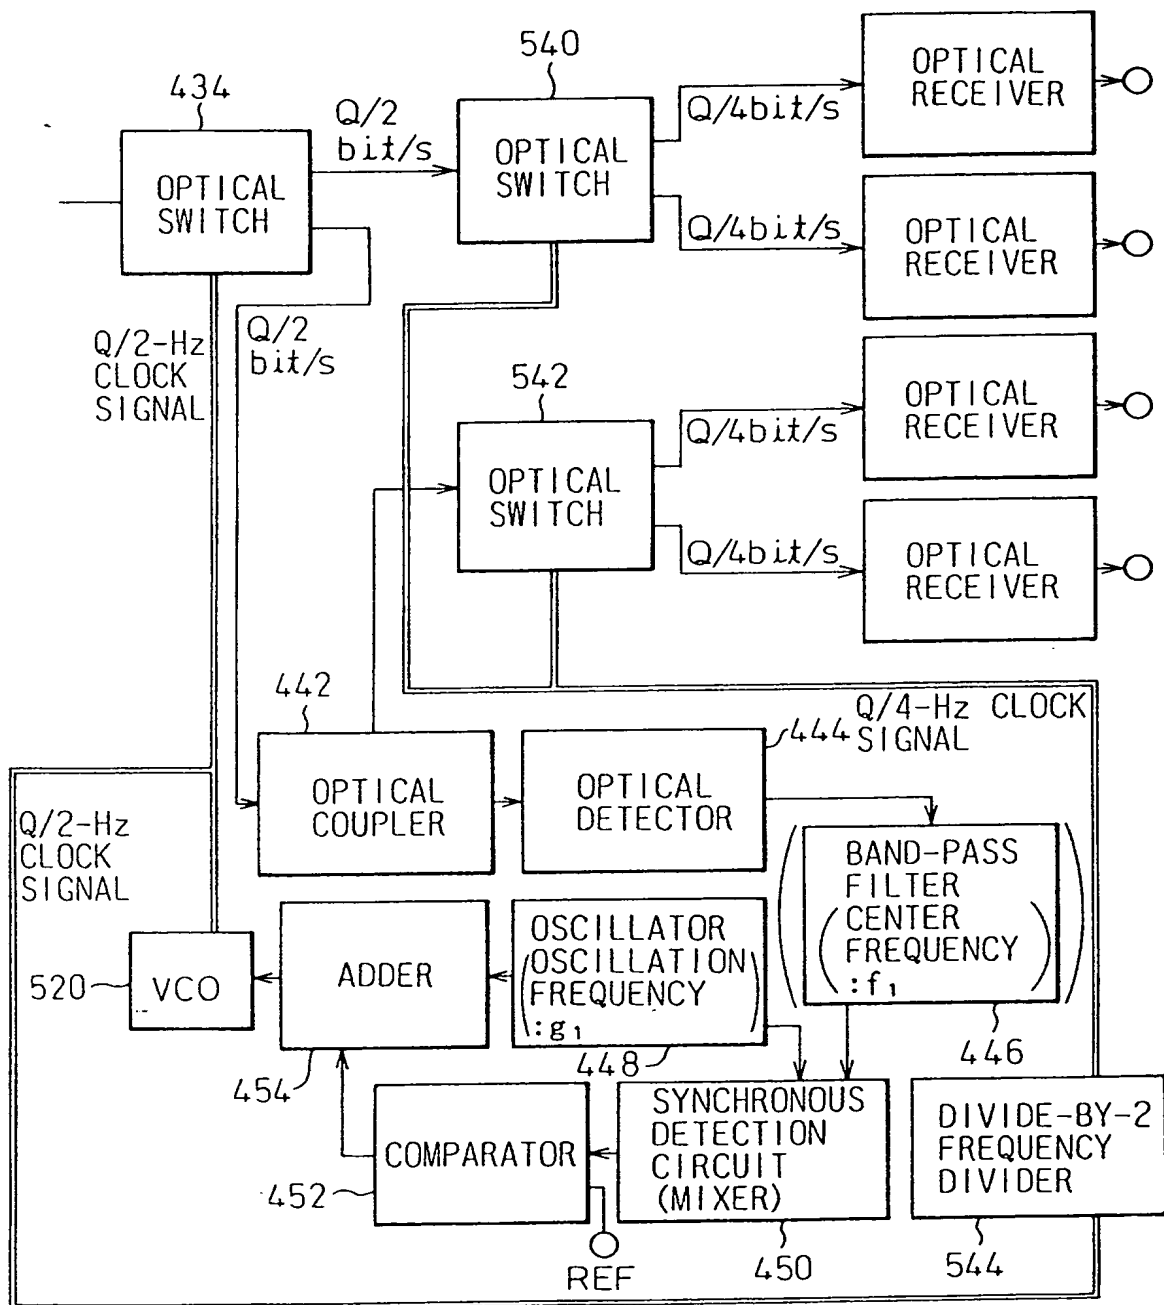 540
OPTICAL
RECEIVER
434
Q/2
bit/s
Q/4bit/s
OPTICAL
SWITCH
OPTICAL
SWITCH
Q/4bit/s
OPTICAL
RECEIVER
Q/2-Hz
CLOCK
SIGNAL
Q/2
bit/s
542
OPTICAL
RECEIVER
Q/4bit/s
OPTICAL
SWITCH
Q/4bit/s
OPTICAL
RECEIVER
442
444
Q/4-Hz CLOCK
SIGNAL
OPTICAL
COUPLER
OPTICAL
DETECTOR
Q/2-Hz
CLOCK
SIGNAL
BAND-PASS
FILTER
(CENTER
FREQUENCY
:f₁)
446
520
VCO
ADDER
454
OSCILLATOR
(OSCILLATION
FREQUENCY
:g₁)
448
COMPARATOR
452
REF
SYNCHRONOUS
DETECTION
CIRCUIT
(MIXER)
450
DIVIDE-BY-2
FREQUENCY
DIVIDER
544